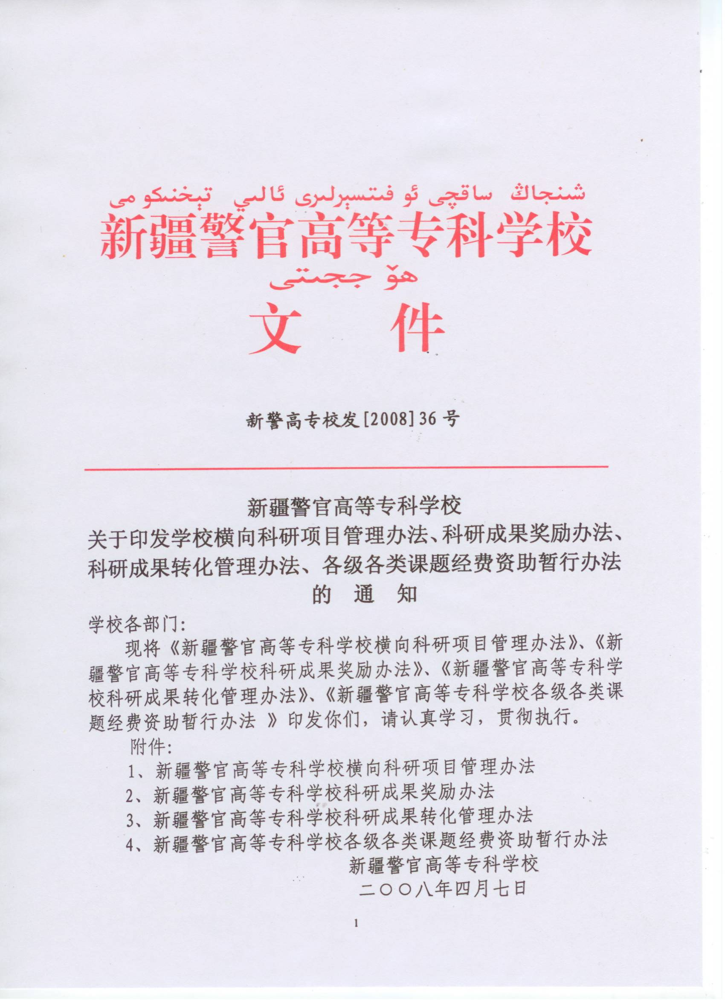 شىنجاڭ ساقچى ئوفىتسېرلىرى ئالىي تېخنىكومى
新疆警官高等专科学校
هۆججىتى
文 件
新警高专校发[2008]36 号
新疆警官高等专科学校
关于印发学校横向科研项目管理办法、科研成果奖励办法、
科研成果转化管理办法、各级各类课题经费资助暂行办法
的 通 知
学校各部门：
现将《新疆警官高等专科学校横向科研项目管理办法》、《新
疆警官高等专科学校科研成果奖励办法》、《新疆警官高等专科学
校科研成果转化管理办法》、《新疆警官高等专科学校各级各类课
题经费资助暂行办法 》印发你们，请认真学习，贯彻执行。
附件：
1、新疆警官高等专科学校横向科研项目管理办法
2、新疆警官高等专科学校科研成果奖励办法
3、新疆警官高等专科学校科研成果转化管理办法
4、新疆警官高等专科学校各级各类课题经费资助暂行办法
新疆警官高等专科学校
二〇〇八年四月七日
1